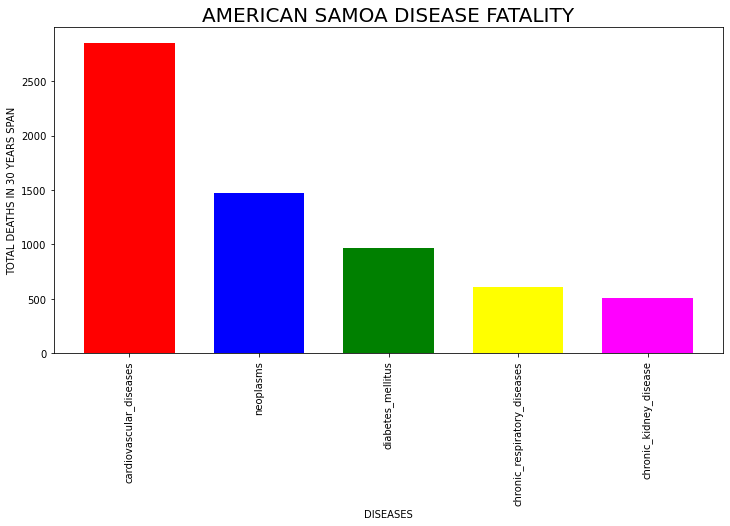 AMERICAN SAMOA DISEASE FATALITY
TOTAL DEATHS IN 30 YEARS SPAN
2500
2000
1500
1000
500
0
cardiovascular_diseases
neoplasms
diabetes_mellitus
chronic_respiratory_diseases
chronic_kidney_disease
DISEASES